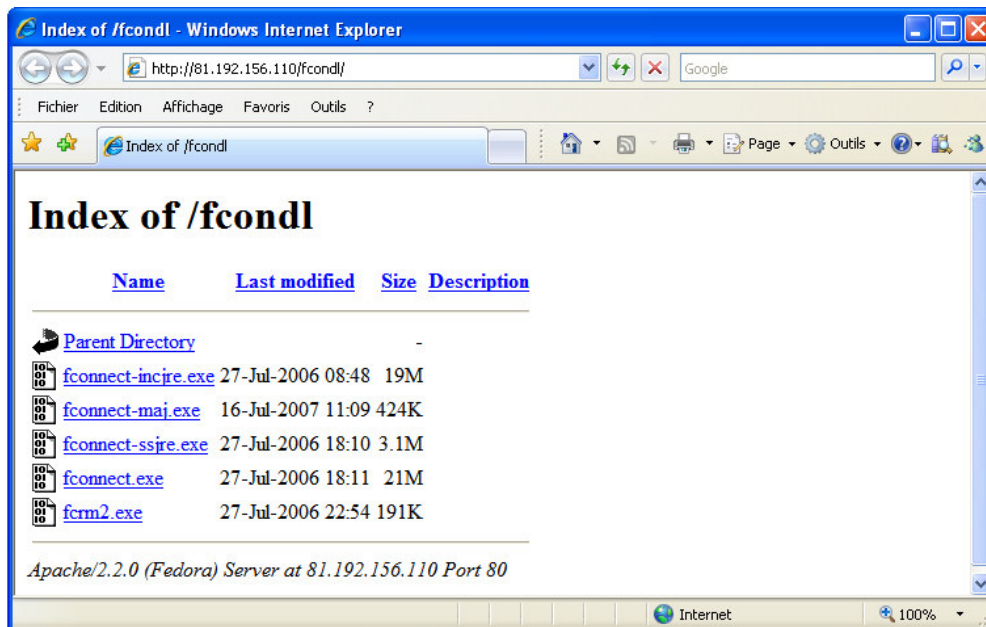 Index of /fcondl - Windows Internet Explorer
http://81.192.156.110/fcondl/ Google
Fichier Edition Affichage Favoris Outils ?
Index of /fcondl Page Outils
Index of /fcondl
Name Last modified Size Description
Parent Directory -
fconnect-incjre.exe 27-Jul-2006 08:48 19M
fconnect-maj.exe 16-Jul-2007 11:09 424K
fconnect-ssjre.exe 27-Jul-2006 18:10 3.1M
fconnect.exe 27-Jul-2006 18:11 21M
fcrm2.exe 27-Jul-2006 22:54 191K
Apache/2.2.0 (Fedora) Server at 81.192.156.110 Port 80
Internet 100%